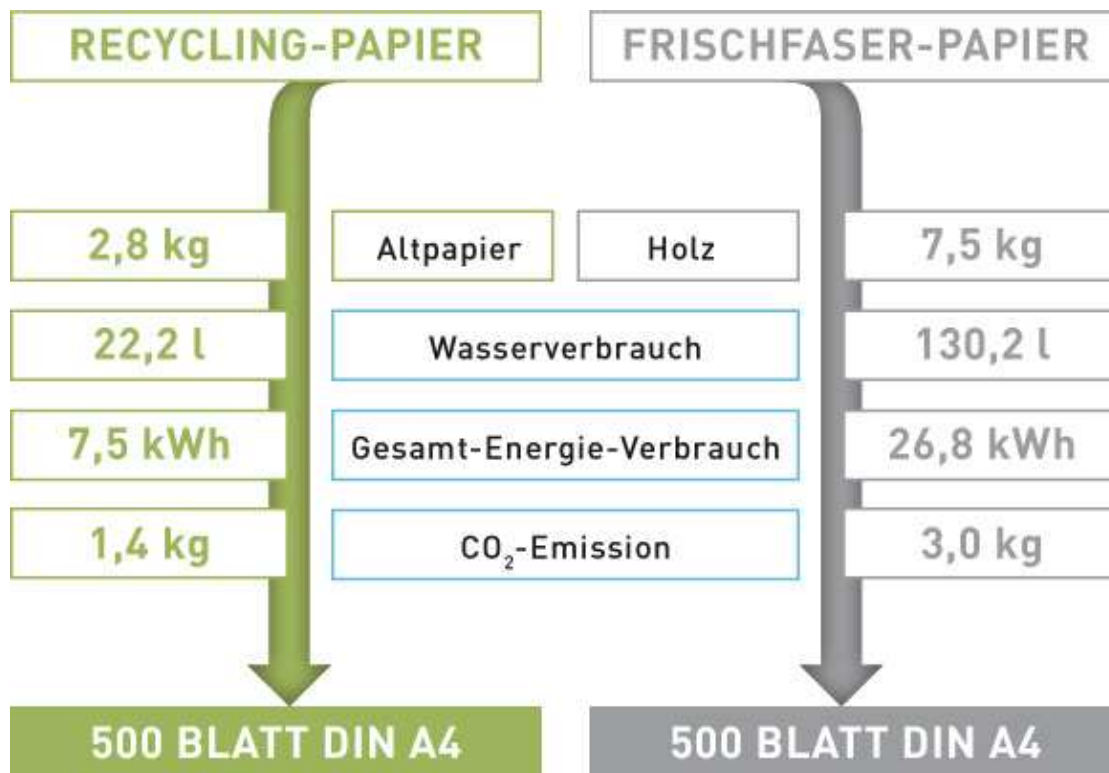 RECYCLING-PAPIER
FRISCHFASER-PAPIER
2,8 kg
Altpapier
Holz
7,5 kg
22,2 l
Wasserverbrauch
130,2 l
7,5 kWh
Gesamt-Energie-Verbrauch
26,8 kWh
1,4 kg
CO₂-Emission
3,0 kg
500 BLATT DIN A4
500 BLATT DIN A4